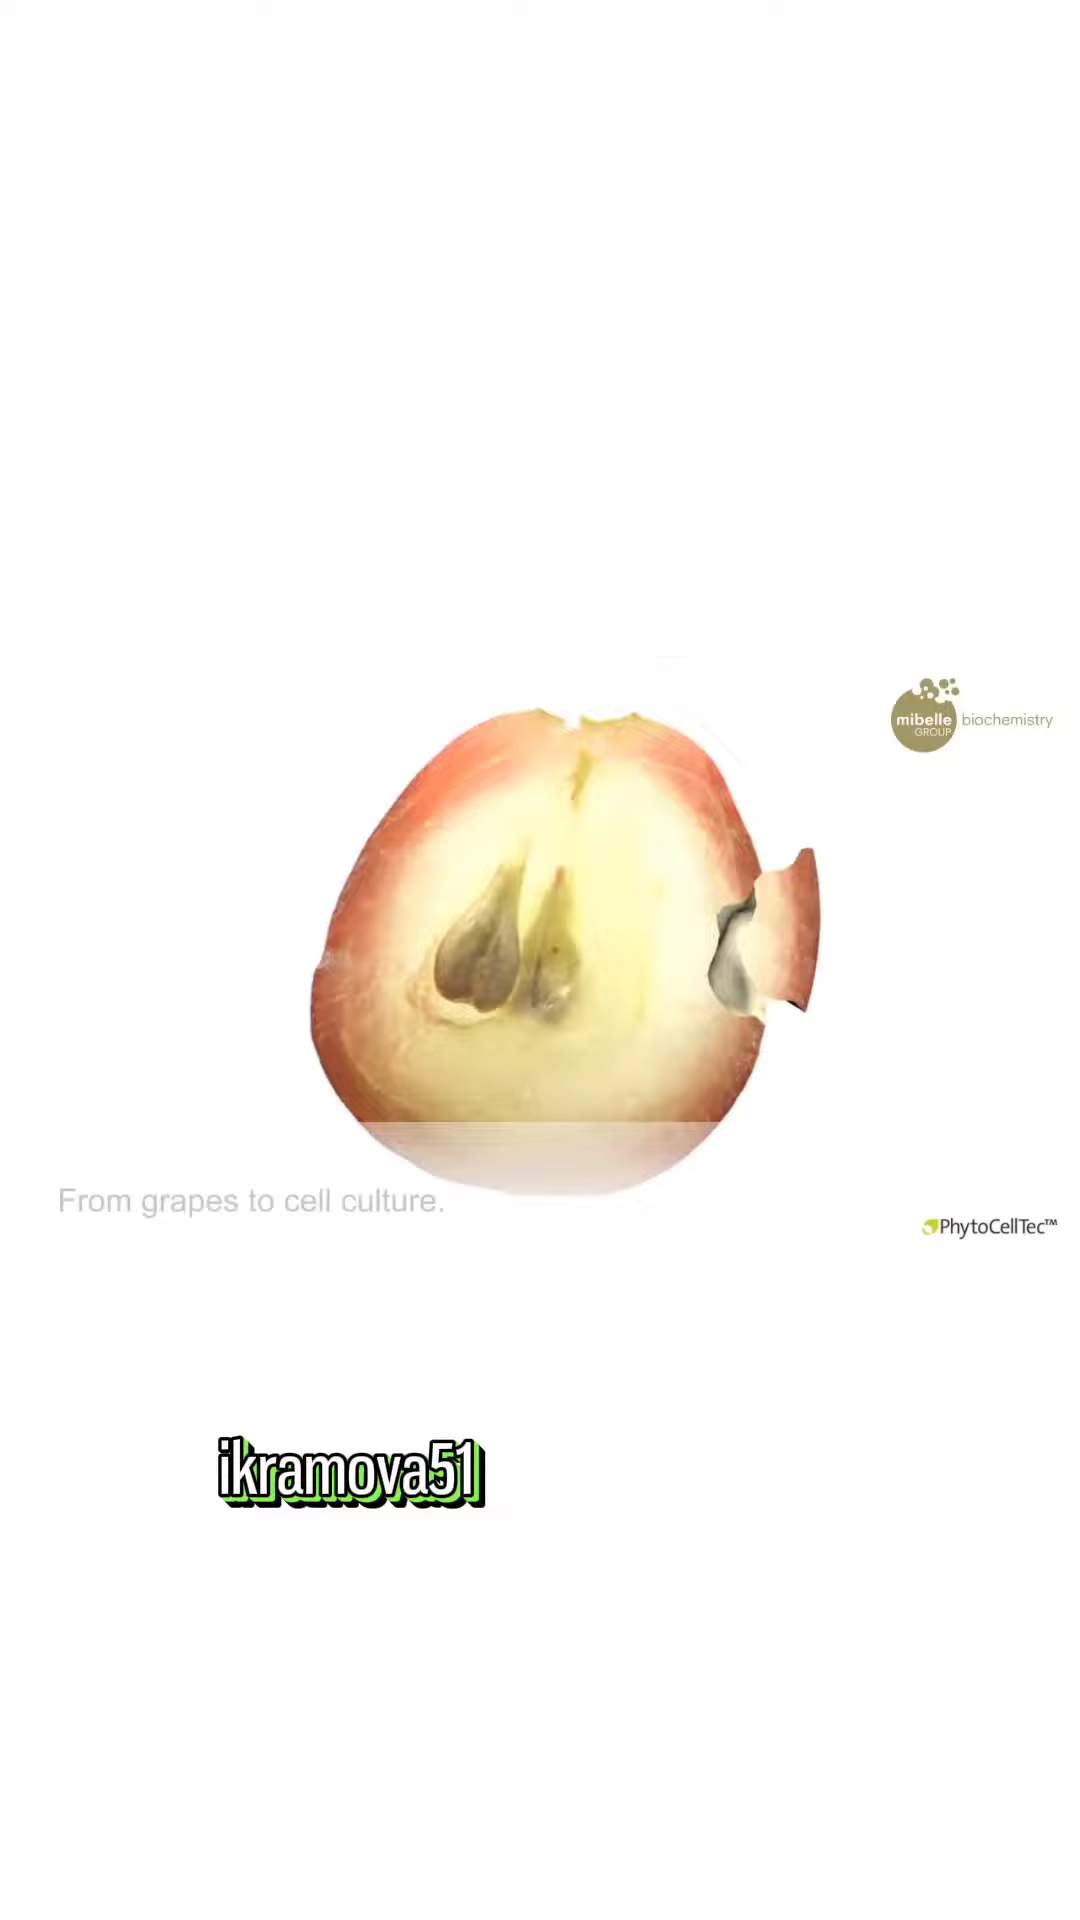 mibelle
GROUP
biochemistry
From grapes to cell culture.
PhytoCellTec™
ikramova51